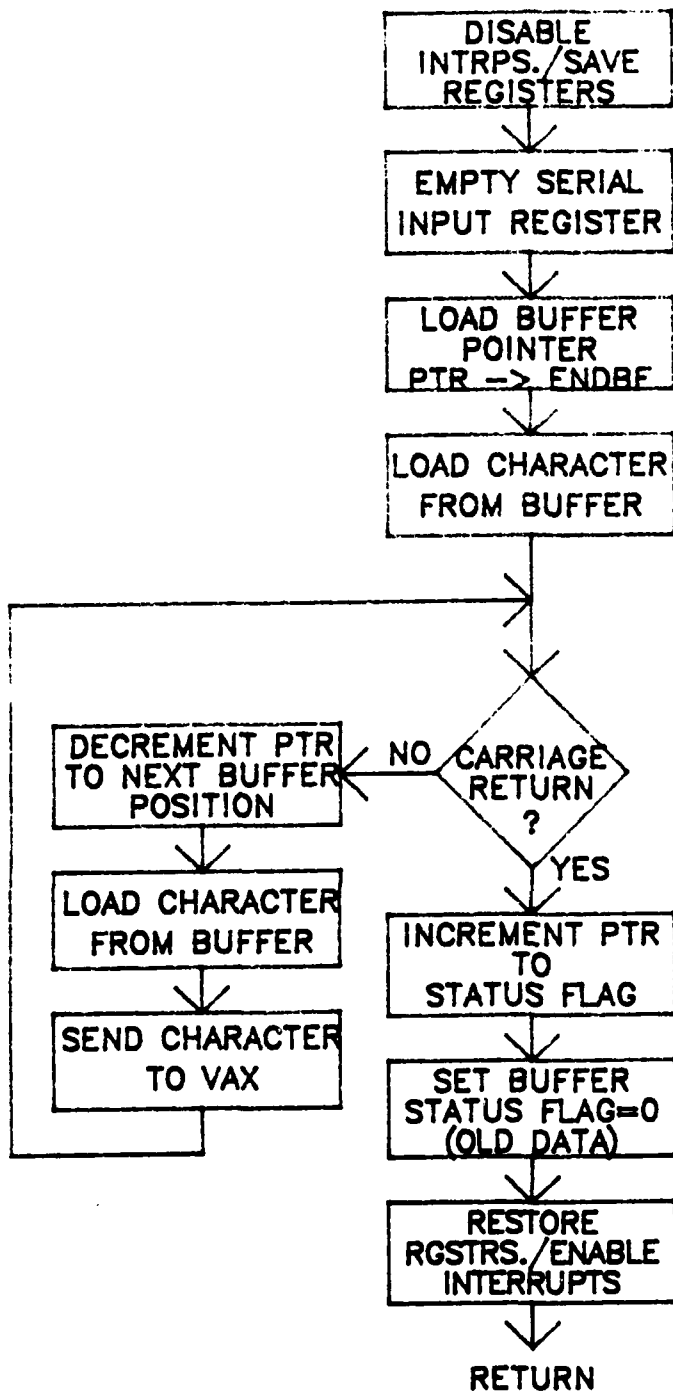 DISABLE
INTRPS./SAVE
REGISTERS
EMPTY SERIAL
INPUT REGISTER
LOAD BUFFER
POINTER
PTR -> ENDBF
LOAD CHARACTER
FROM BUFFER
CARRIAGE
RETURN
?
NO
DECREMENT PTR
TO NEXT BUFFER
POSITION
LOAD CHARACTER
FROM BUFFER
SEND CHARACTER
TO VAX
YES
INCREMENT PTR
TO
STATUS FLAG
SET BUFFER
STATUS FLAG=0
(OLD DATA)
RESTORE
RGSTRS./ENABLE
INTERRUPTS
RETURN